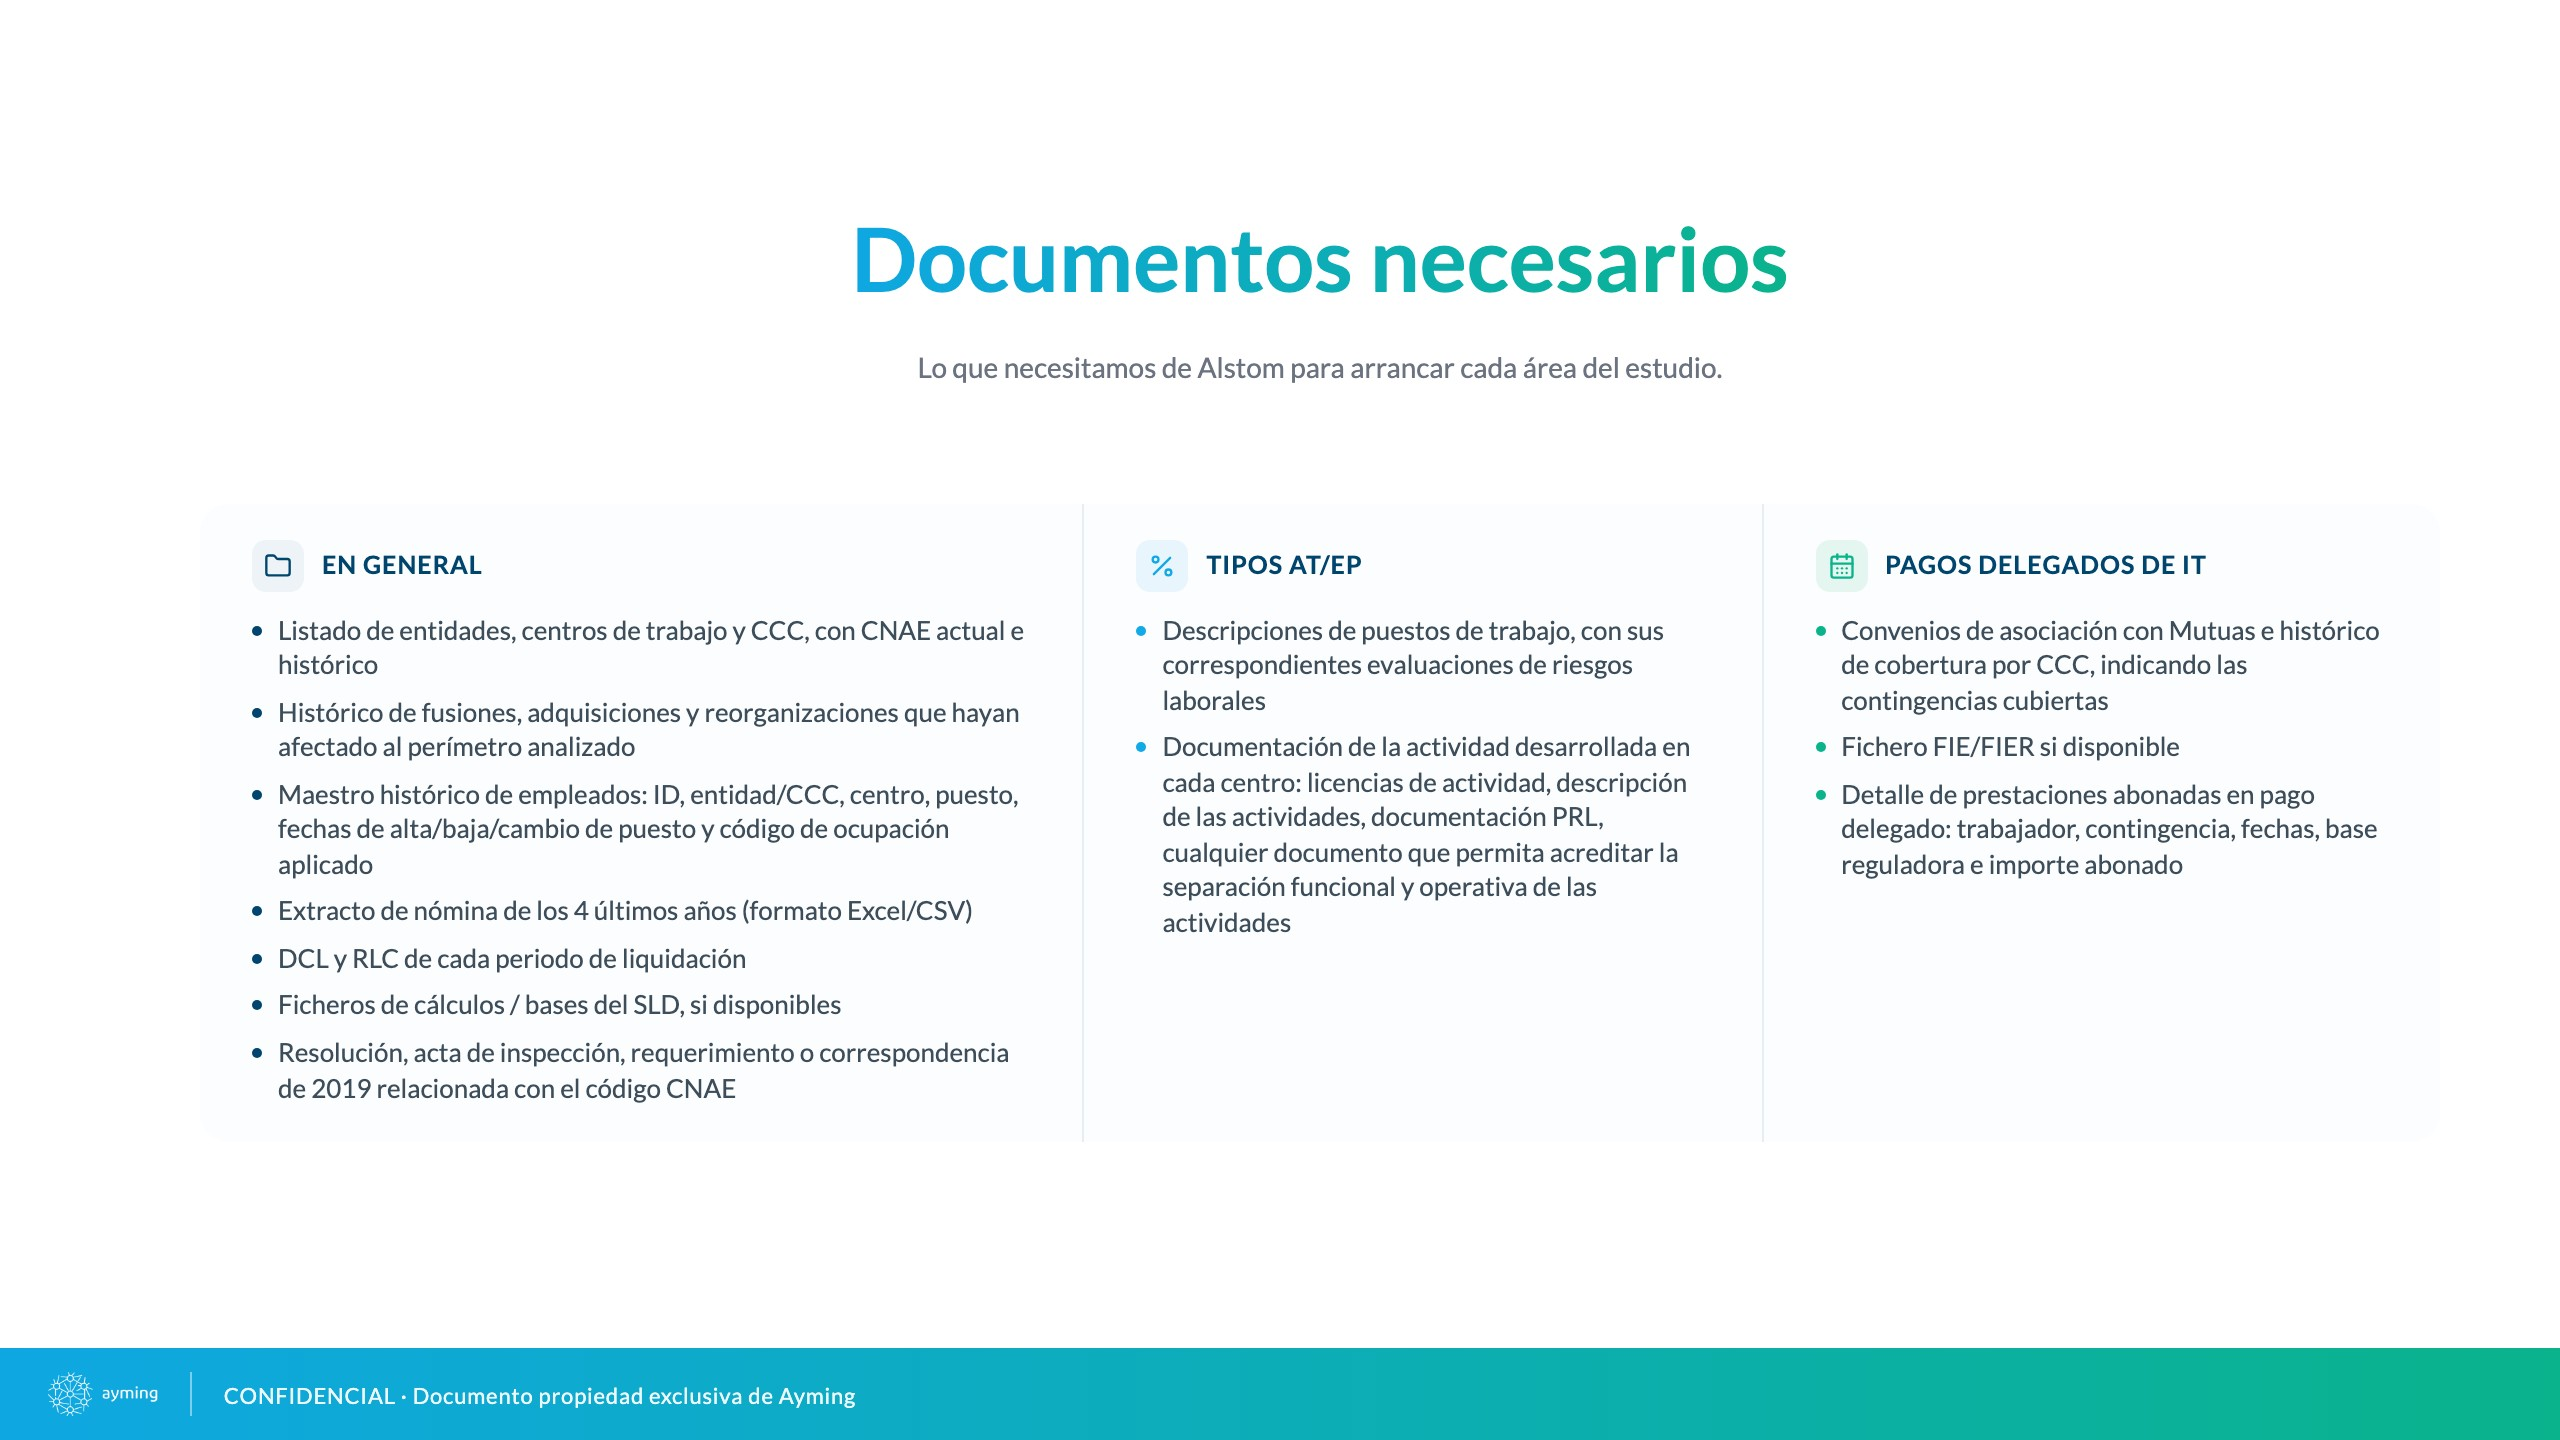 Documentos necesarios
Lo que necesitamos de Alstom para arrancar cada área del estudio.
EN GENERAL
Listado de entidades, centros de trabajo y CCC, con CNAE actual e
histórico
Histórico de fusiones, adquisiciones y reorganizaciones que hayan
afectado al perímetro analizado
Maestro histórico de empleados: ID, entidad/CCC, centro, puesto,
fechas de alta/baja/cambio de puesto y código de ocupación
aplicado
Extracto de nómina de los 4 últimos años (formato Excel/CSV)
DCL y RLC de cada periodo de liquidación
Ficheros de cálculos / bases del SLD, si disponibles
Resolución, acta de inspección, requerimiento o correspondencia
de 2019 relacionada con el código CNAE
TIPOS AT/EP
Descripciones de puestos de trabajo, con sus
correspondientes evaluaciones de riesgos
laborales
Documentación de la actividad desarrollada en
cada centro: licencias de actividad, descripción
de las actividades, documentación PRL,
cualquier documento que permita acreditar la
separación funcional y operativa de las
actividades
PAGOS DELEGADOS DE IT
Convenios de asociación con Mutuas e histórico
de cobertura por CCC, indicando las
contingencias cubiertas
Fichero FIE/FIER si disponible
Detalle de prestaciones abonadas en pago
delegado: trabajador, contingencia, fechas, base
reguladora e importe abonado
ayming
CONFIDENCIAL · Documento propiedad exclusiva de Ayming